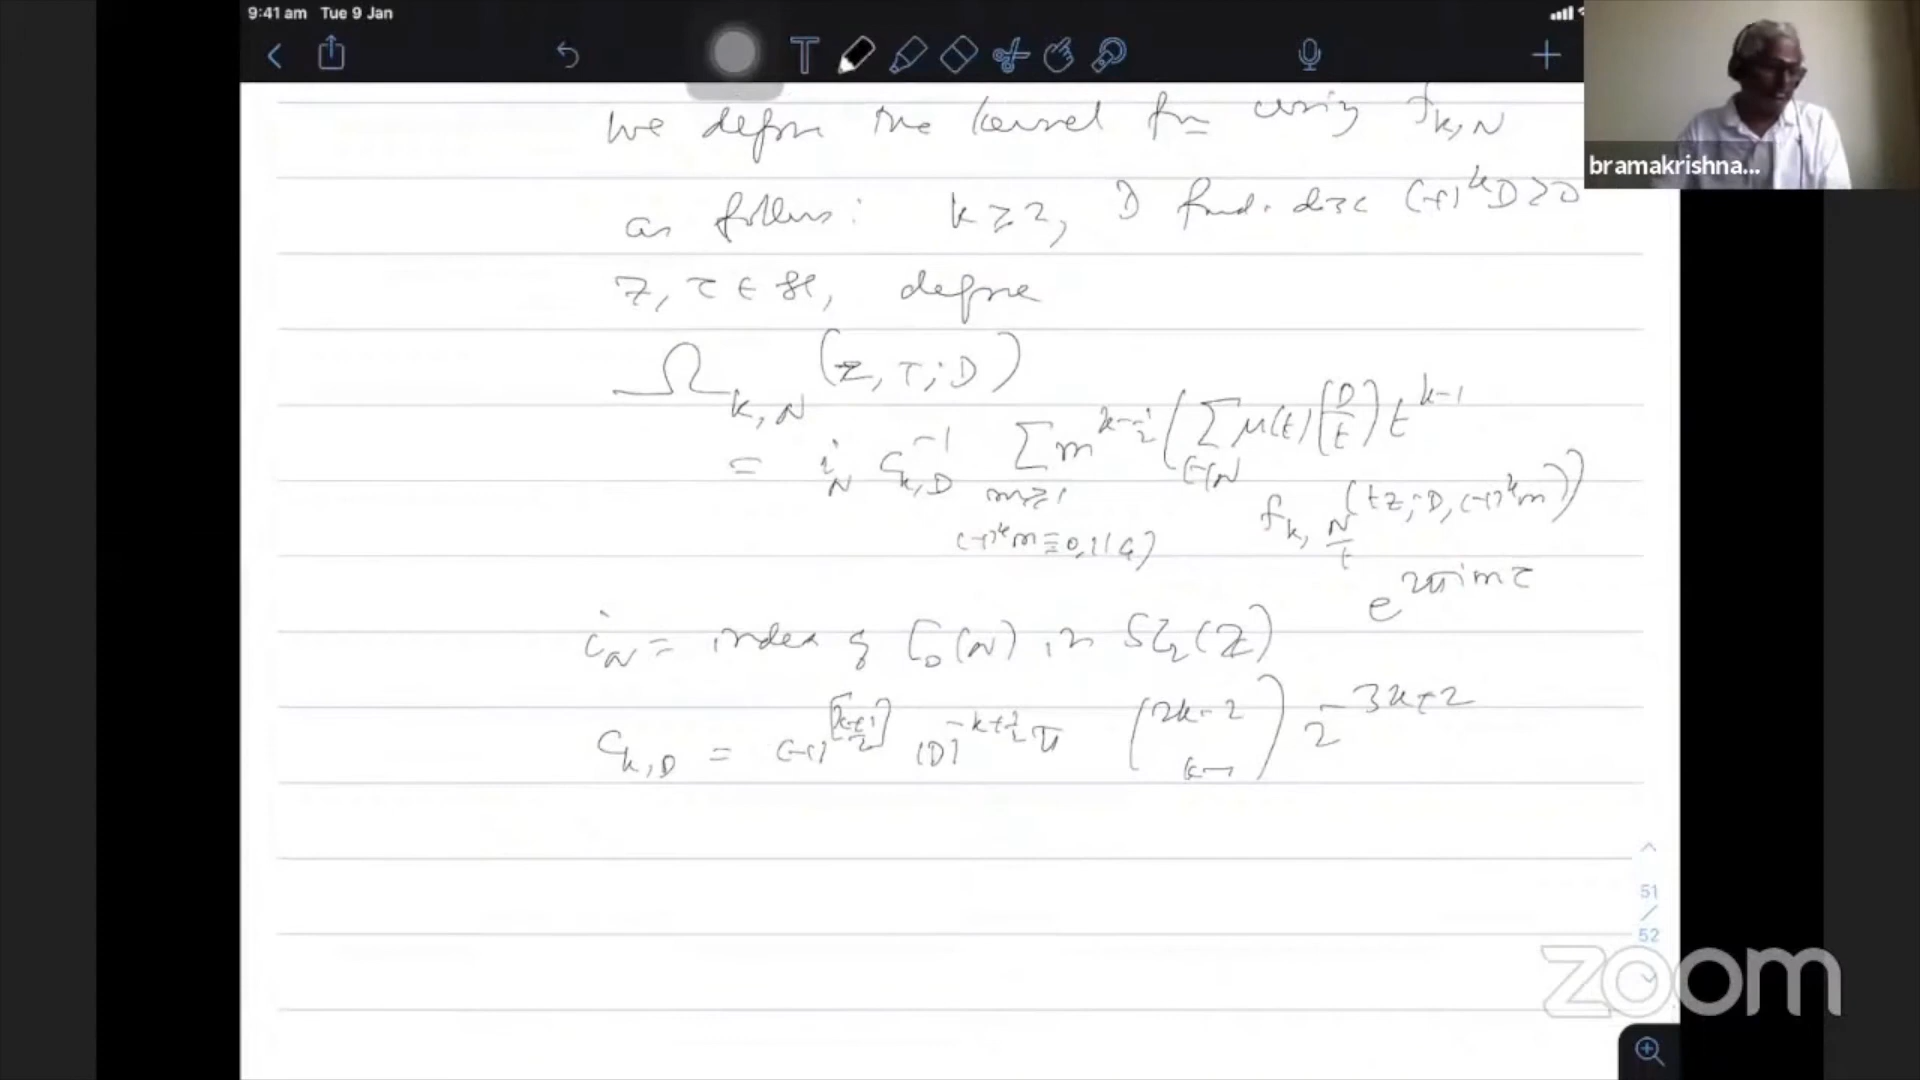 9:41 am Tue 9 Jan
bramakrishna...
We define the kernel fn using f_{k,N}
as follows: k ≥ 2, D fund. disc (-1)^k D > 0
z, τ ∈ ℋ, define
Ω_{k,N} (z, τ; D)
= i_N c_{k,D}^{-1} Σ_{m≥1, (-1)^k m ≡ 0,1(4)} m^{k-1/2} ( Σ_{t|N} μ(t) (D/t) t^{k-1}
f_{k, N/t} (tz; D, (-1)^k m) )
e^{2πimτ}
i_N = index of Γ_0(N) in SL_2(ℤ)
c_{k,D} = (-1)^{[k+1/2]} |D|^{-k+1/2} π (2k-2 k-1) 2^{-3k+2}
51
/
52
zoom